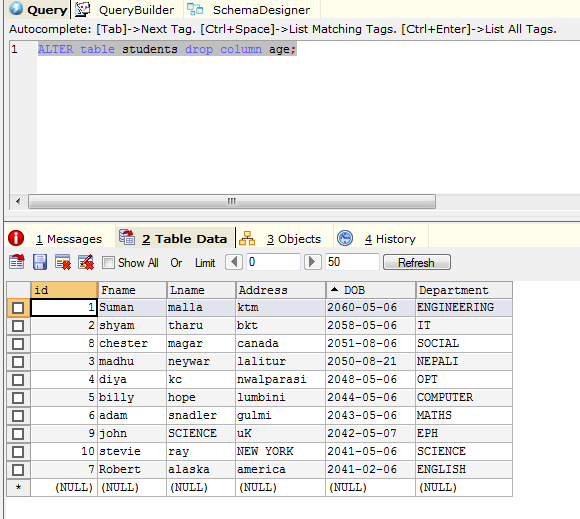 Query QueryBuilder SchemaDesigner
Autocomplete: [Tab]->Next Tag. [Ctrl+Space]->List Matching Tags. [Ctrl+Enter]->List All Tags.
1 ALTER table students drop column age;
1 Messages 2 Table Data 3 Objects 4 History
Show All Or Limit 0 50 Refresh
id Fname Lname Address DOB Department
1 Suman malla ktm 2060-05-06 ENGINEERING
2 shyam tharu bkt 2058-05-06 IT
8 chester magar canada 2051-08-06 SOCIAL
3 madhu neywar lalitur 2050-08-21 NEPALI
4 diya kc nwalparasi 2048-05-06 OPT
5 billy hope lumbini 2044-05-06 COMPUTER
6 adam snadler gulmi 2043-05-06 MATHS
9 john SCIENCE uK 2042-05-07 EPH
10 stevie ray NEW YORK 2041-05-06 SCIENCE
7 Robert alaska america 2041-02-06 ENGLISH
* (NULL) (NULL) (NULL) (NULL) (NULL) (NULL)